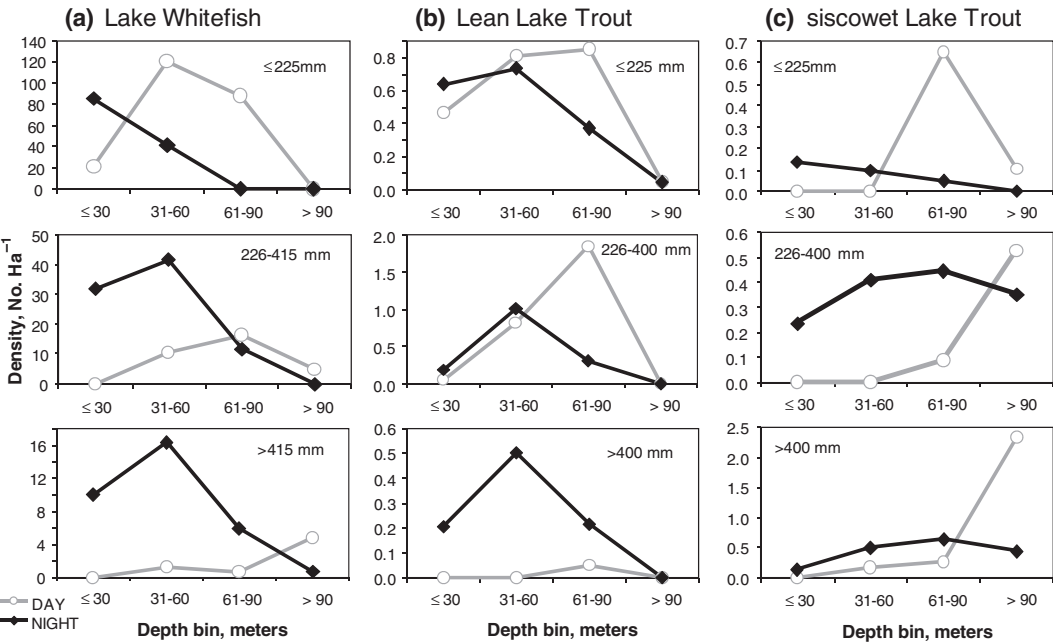 (a) Lake Whitefish
(b) Lean Lake Trout
(c) siscowet Lake Trout
Density, No. Ha⁻¹
140
120
100
80
60
40
20
0
≤225mm
≤ 30 31-60 61-90 > 90
0.8
0.6
0.4
0.2
0.0
≤225 mm
≤ 30 31-60 61-90 > 90
0.7
0.6
0.5
0.4
0.3
0.2
0.1
0.0
≤225mm
≤ 30 31-60 61-90 > 90
50
40
30
20
10
0
226-415 mm
≤ 30 31-60 61-90 > 90
2.0
1.5
1.0
0.5
0.0
226-400 mm
≤ 30 31-60 61-90 > 90
0.6
0.5
0.4
0.3
0.2
0.1
0.0
226-400 mm
≤ 30 31-60 61-90 > 90
16
12
8
4
0
>415 mm
≤ 30 31-60 61-90 > 90
0.6
0.5
0.4
0.3
0.2
0.1
0.0
>400 mm
≤ 30 31-60 61-90 > 90
2.5
2.0
1.5
1.0
0.5
0.0
>400 mm
≤ 30 31-60 61-90 > 90
DAY
NIGHT
Depth bin, meters
Depth bin, meters
Depth bin, meters